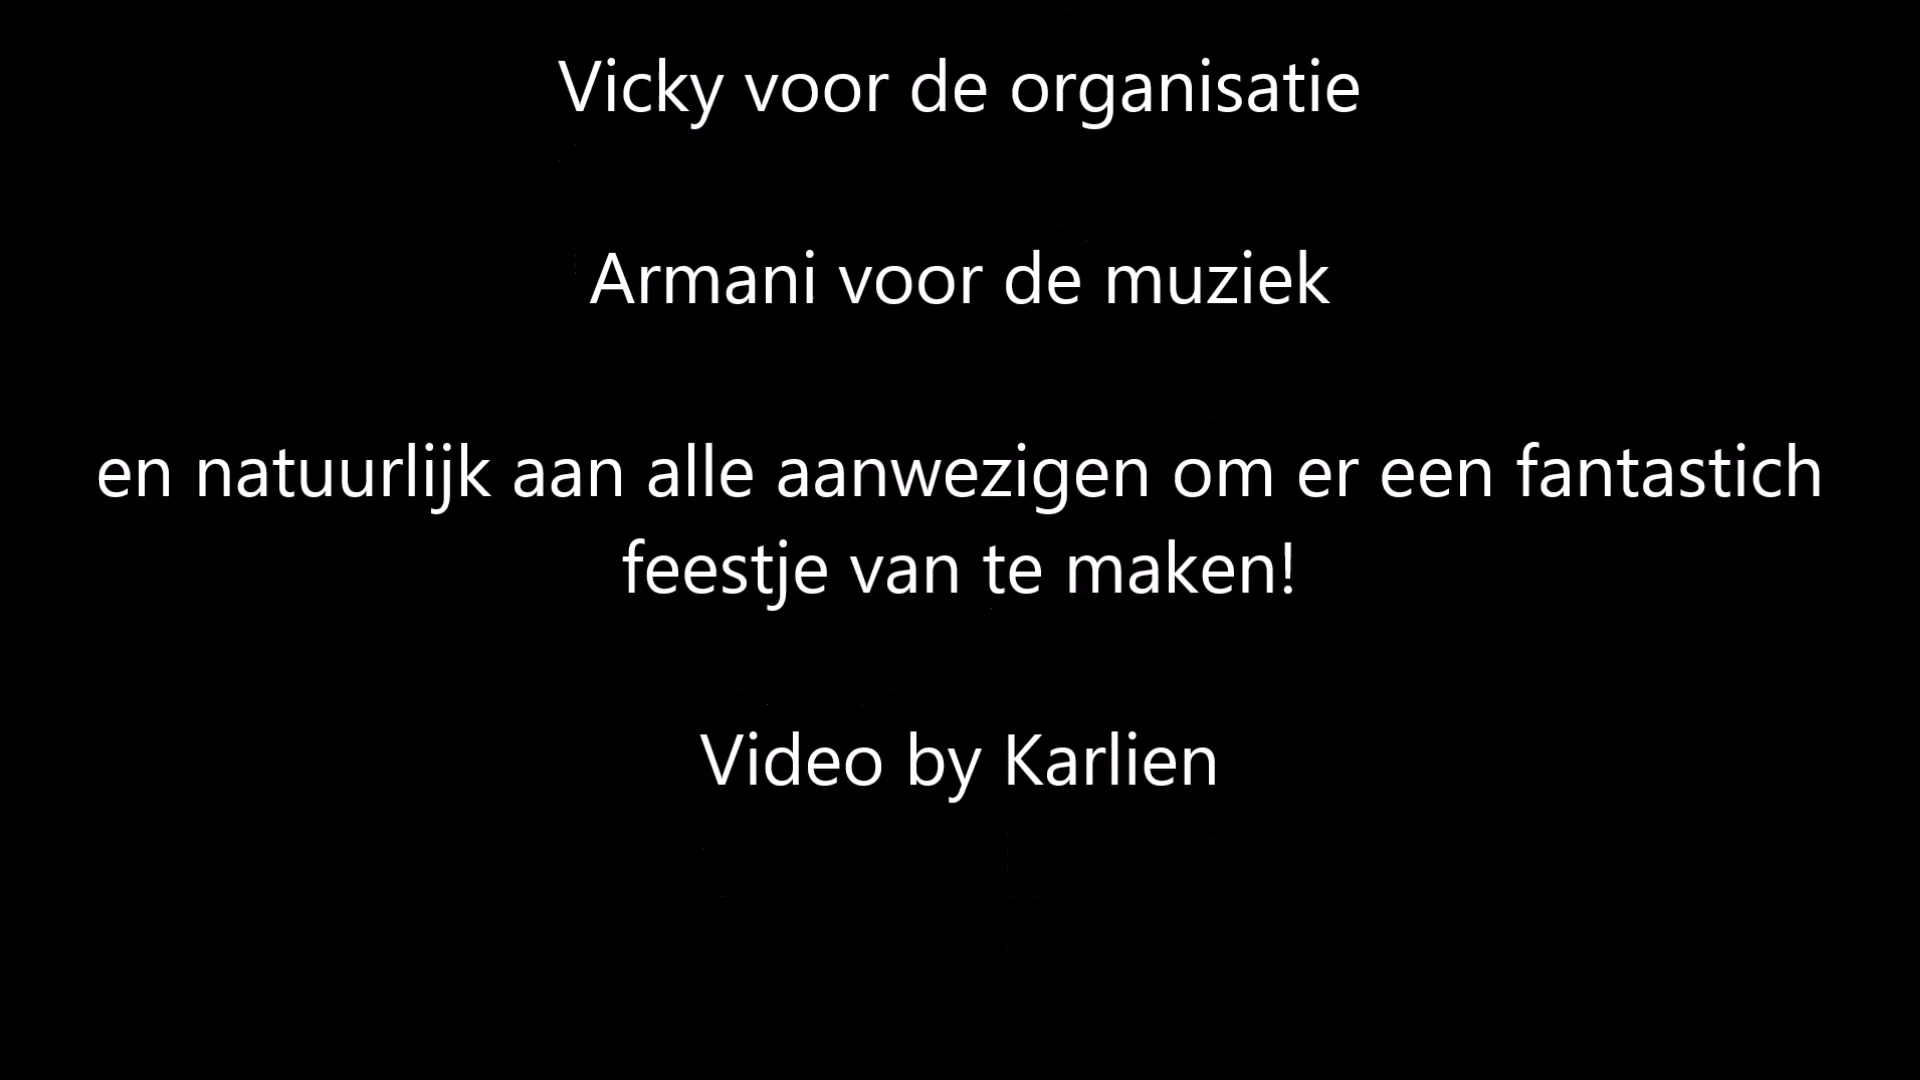 Vicky voor de organisatie
Armani voor de muziek
en natuurlijk aan alle aanwezigen om er een fantastich
feestje van te maken!
Video by Karlien